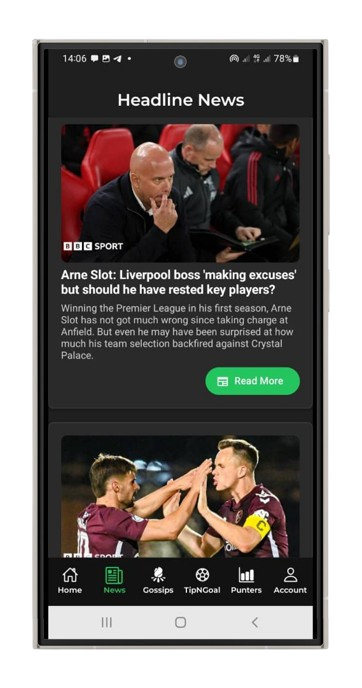 14:06
78%
Headline News
BBC SPORT
Arne Slot: Liverpool boss 'making excuses'
but should he have rested key players?
Winning the Premier League in his first season, Arne
Slot has not got much wrong since taking charge at
Anfield. But even he may have been surprised at how
much his team selection backfired against Crystal
Palace.
Read More
C
Home
News
Gossips
TipNGoal
Punters
Account